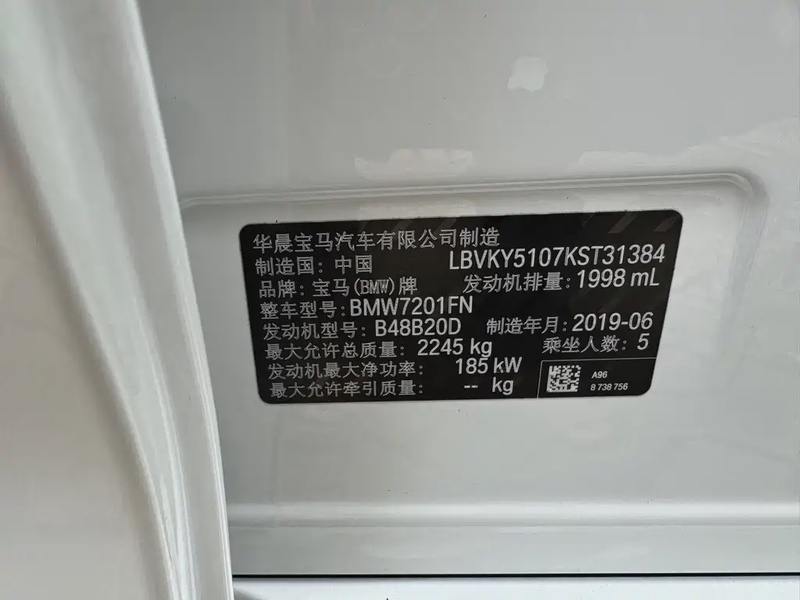 华晨宝马汽车有限公司制造
制造国：中国 LBVKY5107KST31384
品牌：宝马(BMW)牌 发动机排量：1998 mL
整车型号：BMW7201FN
发动机型号：B48B20D 制造年月：2019-06
最大允许总质量：2245 kg 乘坐人数：5
发动机最大净功率：185 kW
最大允许牵引质量：-- kg
A96
8 738 756